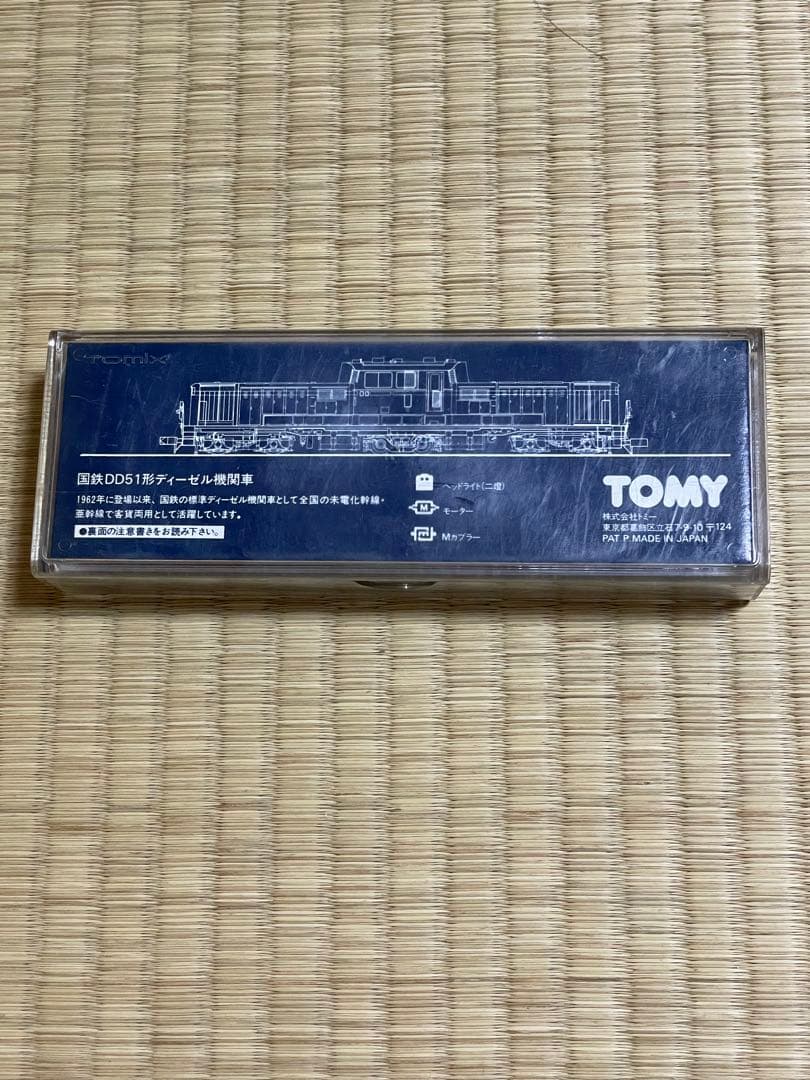 TOMIX
国鉄DD51形ディーゼル機関車
1962年に登場以来、国鉄の標準ディーゼル機関車として全国の未電化幹線・
亜幹線で客貨両用として活躍しています。
●裏面の注意書きをお読み下さい。
ヘッドライト(二燈)
M モーター
Mカプラー
TOMY
株式会社トミー
東京都葛飾区立石7-9-10 〒124
PAT.P. MADE IN JAPAN